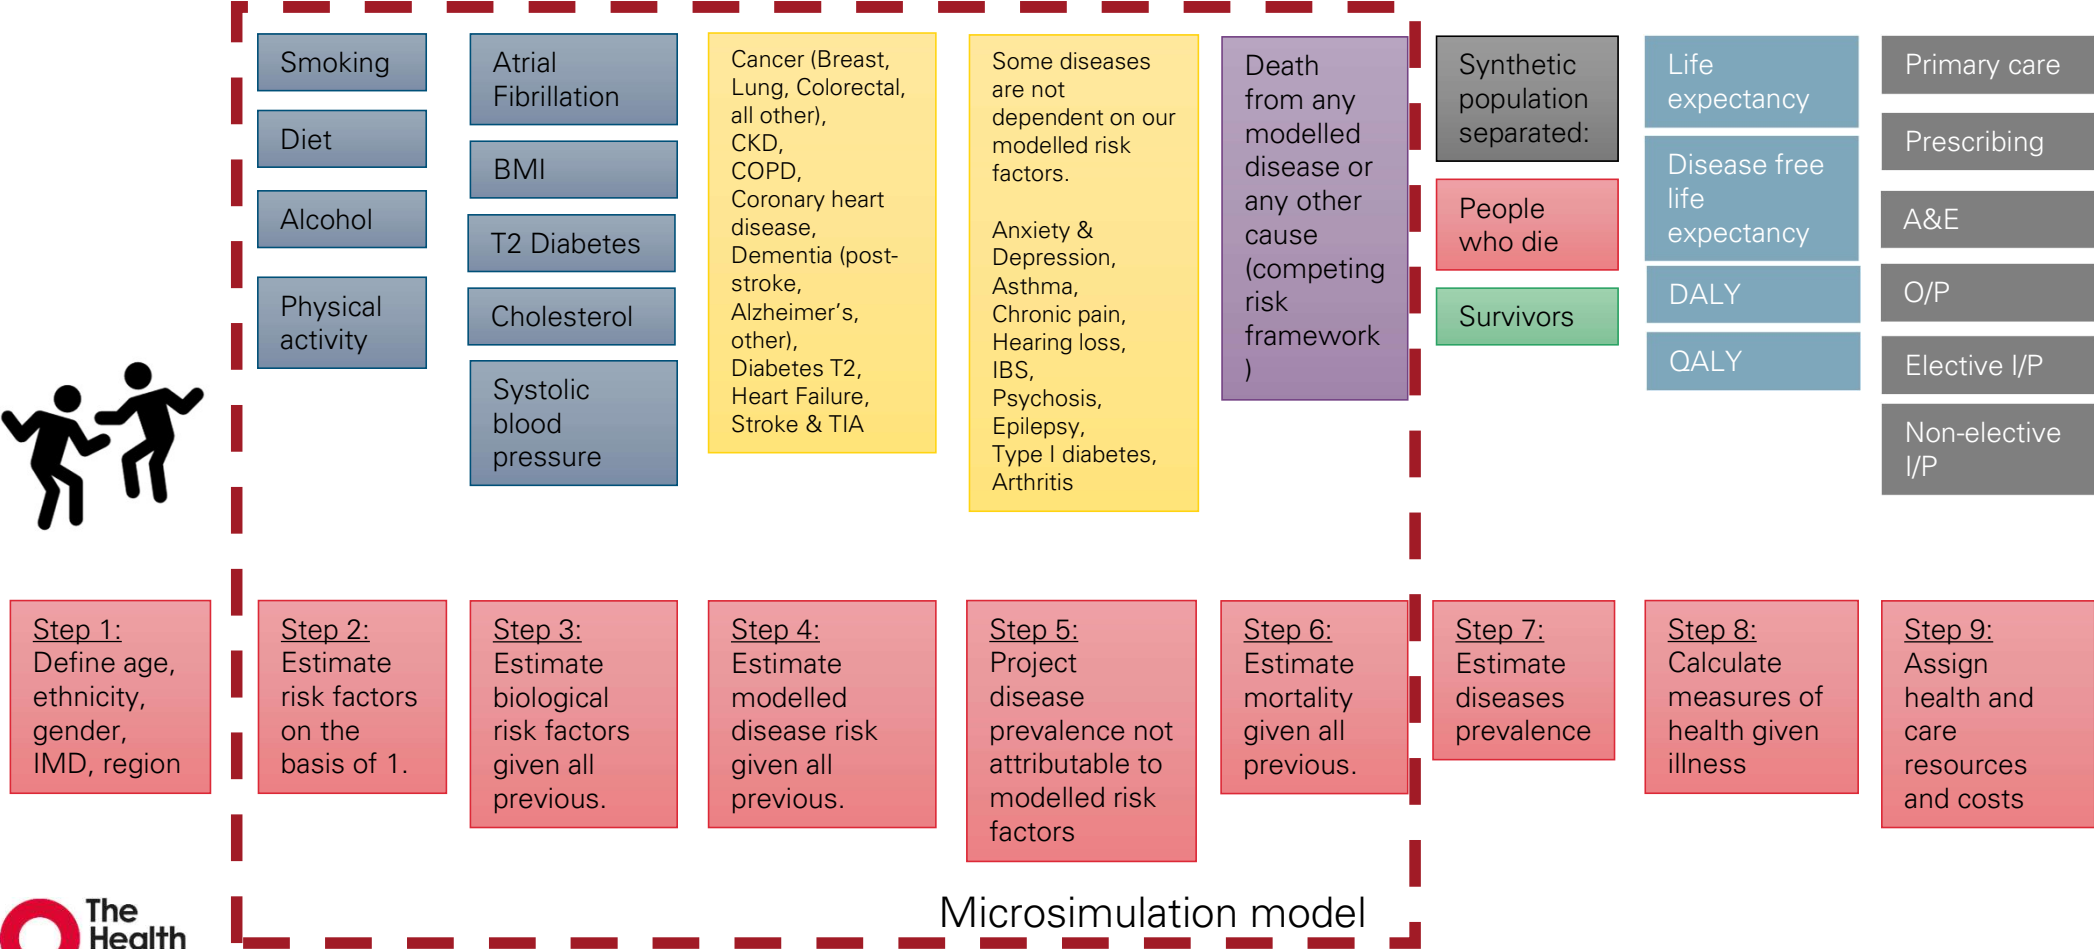 Smoking
Diet
Alcohol
Physical
activity
Atrial
Fibrillation
BMI
T2 Diabetes
Cholesterol
Systolic
blood
pressure
Cancer (Breast,
Lung, Colorectal,
all other),
CKD,
COPD,
Coronary heart
disease,
Dementia (post-
stroke,
Alzheimer's,
other),
Diabetes T2,
Heart Failure,
Stroke & TIA
Some diseases
are not
dependent on our
modelled risk
factors.
Anxiety &
Depression,
Asthma,
Chronic pain,
Hearing loss,
IBS,
Psychosis,
Epilepsy,
Type I diabetes,
Arthritis
Death
from any
modelled
disease or
any other
cause
(competing
risk
framework
)
Synthetic
population
separated:
People
who die
Survivors
Life
expectancy
Disease free
life
expectancy
DALY
QALY
Primary care
Prescribing
A&E
O/P
Elective I/P
Non-elective
I/P
Step 1:
Define age,
ethnicity,
gender,
IMD, region
Step 2:
Estimate
risk factors
on the
basis of 1.
Step 3:
Estimate
biological
risk factors
given all
previous.
Step 4:
Estimate
modelled
disease risk
given all
previous.
Step 5:
Project
disease
prevalence not
attributable to
modelled risk
factors
Step 6:
Estimate
mortality
given all
previous.
Step 7:
Estimate
diseases
prevalence
Step 8:
Calculate
measures of
health given
illness
Step 9:
Assign
health and
care
resources
and costs
The
Health
Microsimulation model